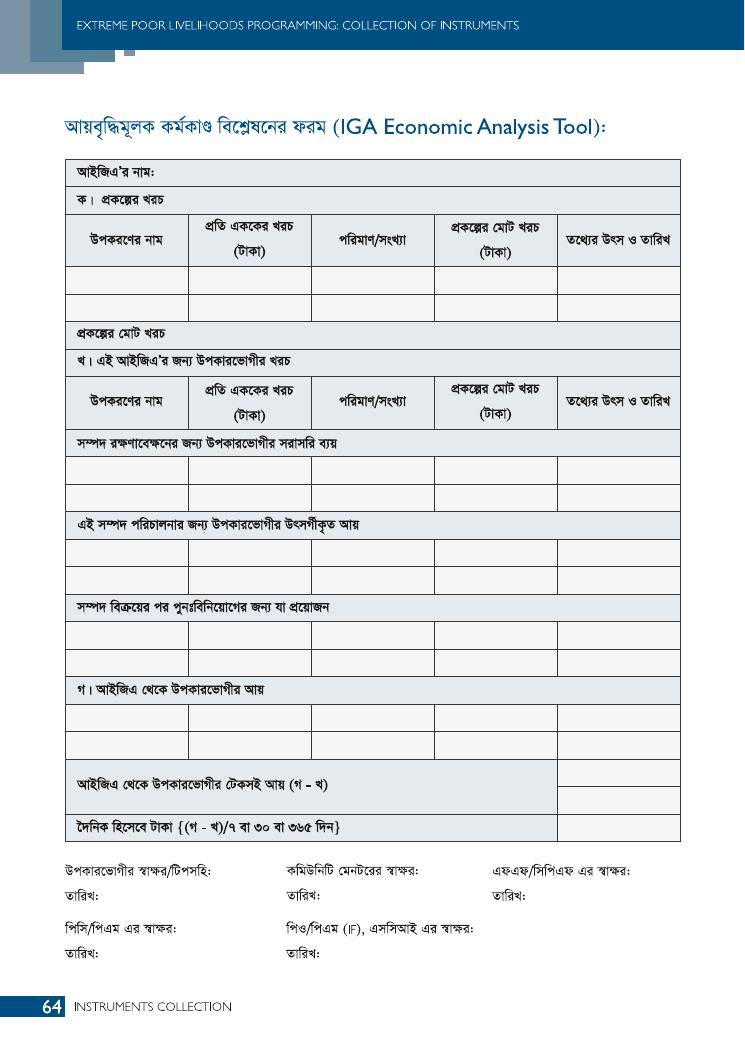 EXTREME POOR LIVELIHOODS PROGRAMMING: COLLECTION OF INSTRUMENTS
আয়বৃদ্ধিমূলক কর্মকাণ্ড বিশ্লেষনের ফরম (IGA Economic Analysis Tool):
আইজিএ'র নাম:
ক। প্রকল্পের খরচ
উপকরণের নাম প্রতি এককের খরচ (টাকা) পরিমাণ/সংখ্যা প্রকল্পের মোট খরচ (টাকা) তথ্যের উৎস ও তারিখ
প্রকল্পের মোট খরচ
খ। এই আইজিএ'র জন্য উপকারভোগীর খরচ
উপকরণের নাম প্রতি এককের খরচ (টাকা) পরিমাণ/সংখ্যা প্রকল্পের মোট খরচ (টাকা) তথ্যের উৎস ও তারিখ
সম্পদ রক্ষণাবেক্ষনের জন্য উপকারভোগীর সরাসরি ব্যয়
এই সম্পদ পরিচালনার জন্য উপকারভোগীর উৎসর্গীকৃত আয়
সম্পদ বিক্রয়ের পর পুনঃবিনিয়োগের জন্য যা প্রয়োজন
গ। আইজিএ থেকে উপকারভোগীর আয়
আইজিএ থেকে উপকারভোগীর টেকসই আয় (গ - খ)
দৈনিক হিসেবে টাকা {(গ - খ)/৭ বা ৩০ বা ৩৬৫ দিন}
উপকারভোগীর স্বাক্ষর/টিপসহি: কমিউনিটি মেনটরের স্বাক্ষর: এফএফ/সিপিএফ এর স্বাক্ষর:
তারিখ: তারিখ: তারিখ:
পিসি/পিএম এর স্বাক্ষর: পিও/পিএম (IF), এসসিআই এর স্বাক্ষর:
তারিখ: তারিখ:
64 INSTRUMENTS COLLECTION